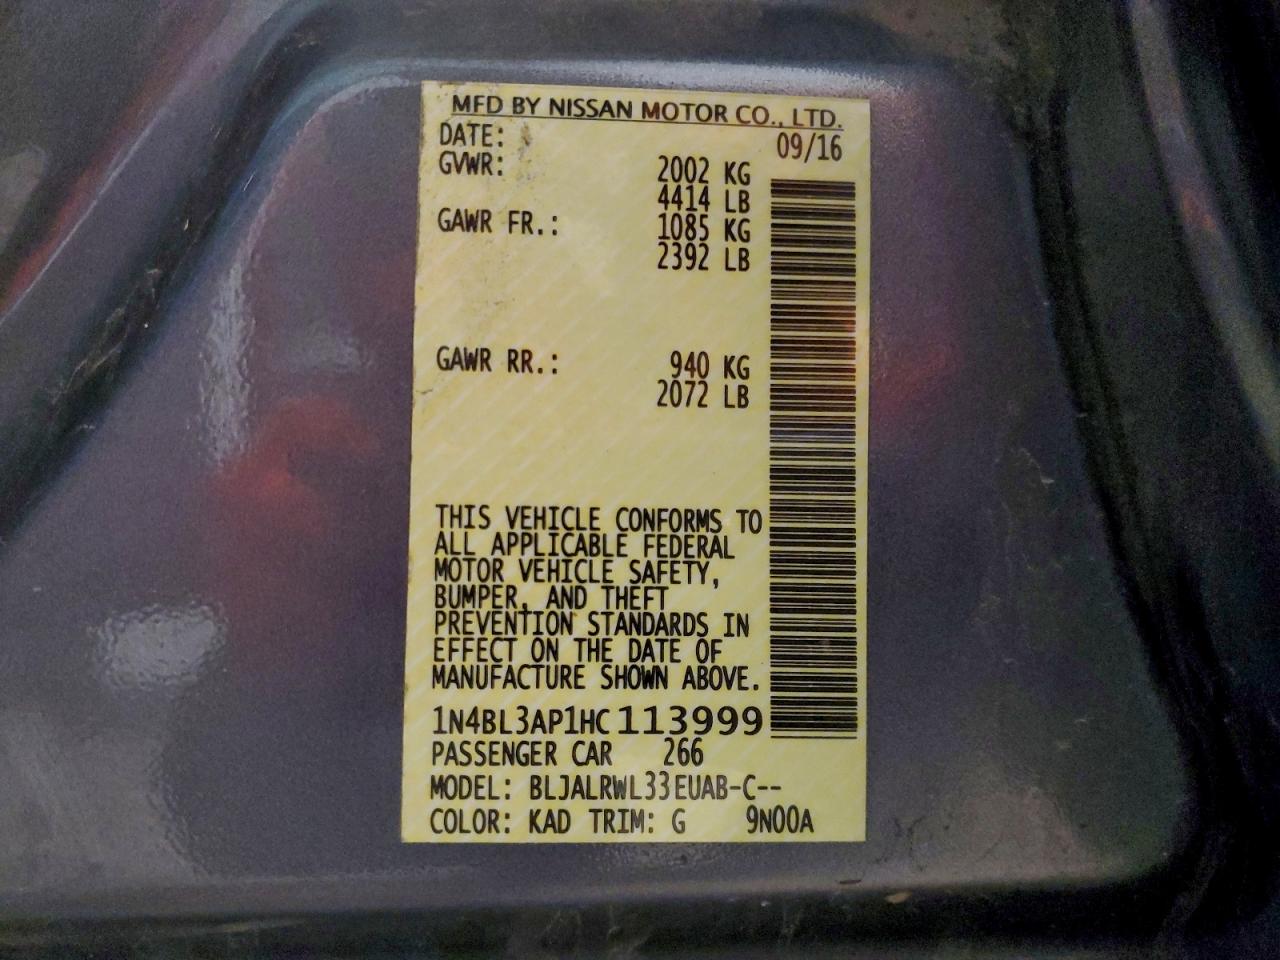 MFD BY NISSAN MOTOR CO., LTD.
DATE: 09/16
GVWR: 2002 KG
4414 LB
GAWR FR.: 1085 KG
2392 LB
GAWR RR.: 940 KG
2072 LB
THIS VEHICLE CONFORMS TO
ALL APPLICABLE FEDERAL
MOTOR VEHICLE SAFETY,
BUMPER, AND THEFT
PREVENTION STANDARDS IN
EFFECT ON THE DATE OF
MANUFACTURE SHOWN ABOVE.
1N4BL3AP1HC113999
PASSENGER CAR 266
MODEL: BLJALRWL33EUAB-C--
COLOR: KAD TRIM: G 9N00A